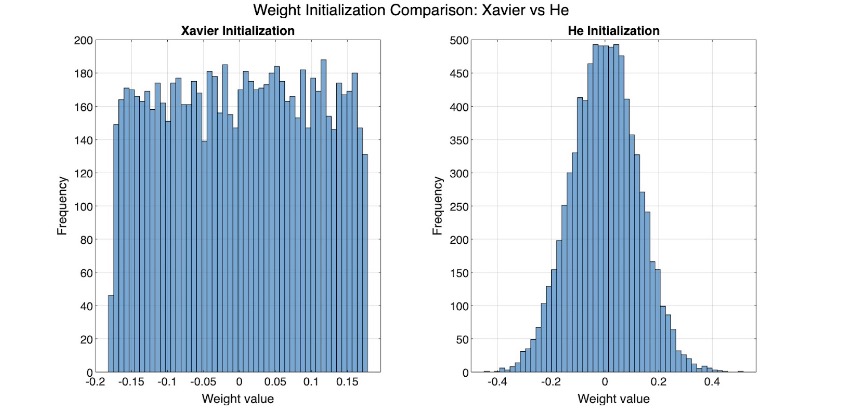 Weight Initialization Comparison: Xavier vs He
Xavier Initialization
200
180
160
140
120
100
80
60
40
20
0
Frequency
-0.2 -0.15 -0.1 -0.05 0 0.05 0.1 0.15
Weight value
He Initialization
500
450
400
350
300
250
200
150
100
50
0
Frequency
-0.4 -0.2 0 0.2 0.4
Weight value